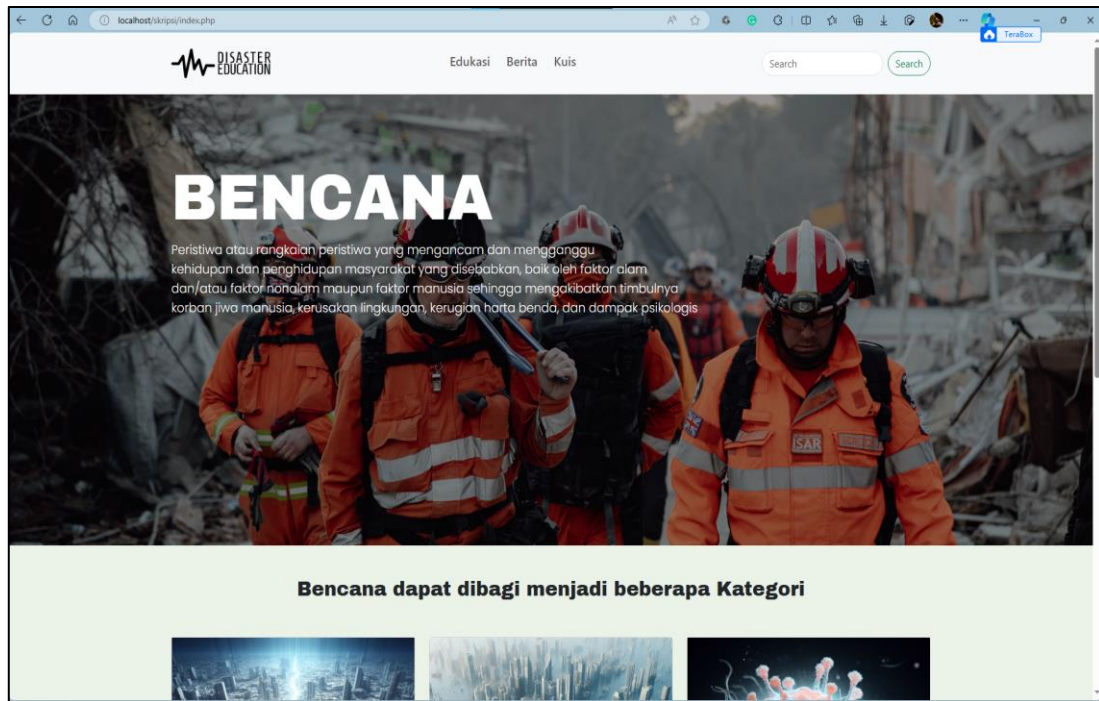 localhost/skripsi/index.php
TeraBox
DISASTER
EDUCATION
Edukasi Berita Kuis
Search
Search
BENCANA
Peristiwa atau rangkaian peristiwa yang mengancam dan mengganggu
kehidupan dan penghidupan masyarakat yang disebabkan, baik oleh faktor alam
dan/atau faktor nonalam maupun faktor manusia sehingga mengakibatkan timbulnya
korban jiwa manusia, kerusakan lingkungan, kerugian harta benda, dan dampak psikologis
ISAR
Bencana dapat dibagi menjadi beberapa Kategori